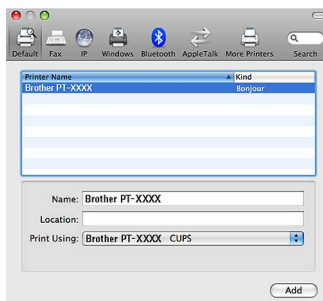 Default Fax IP Windows Bluetooth AppleTalk More Printers Search
Printer Name Kind
Brother PT-XXXX Bonjour
Name: Brother PT-XXXX
Location:
Print Using: Brother PT-XXXX CUPS
Add